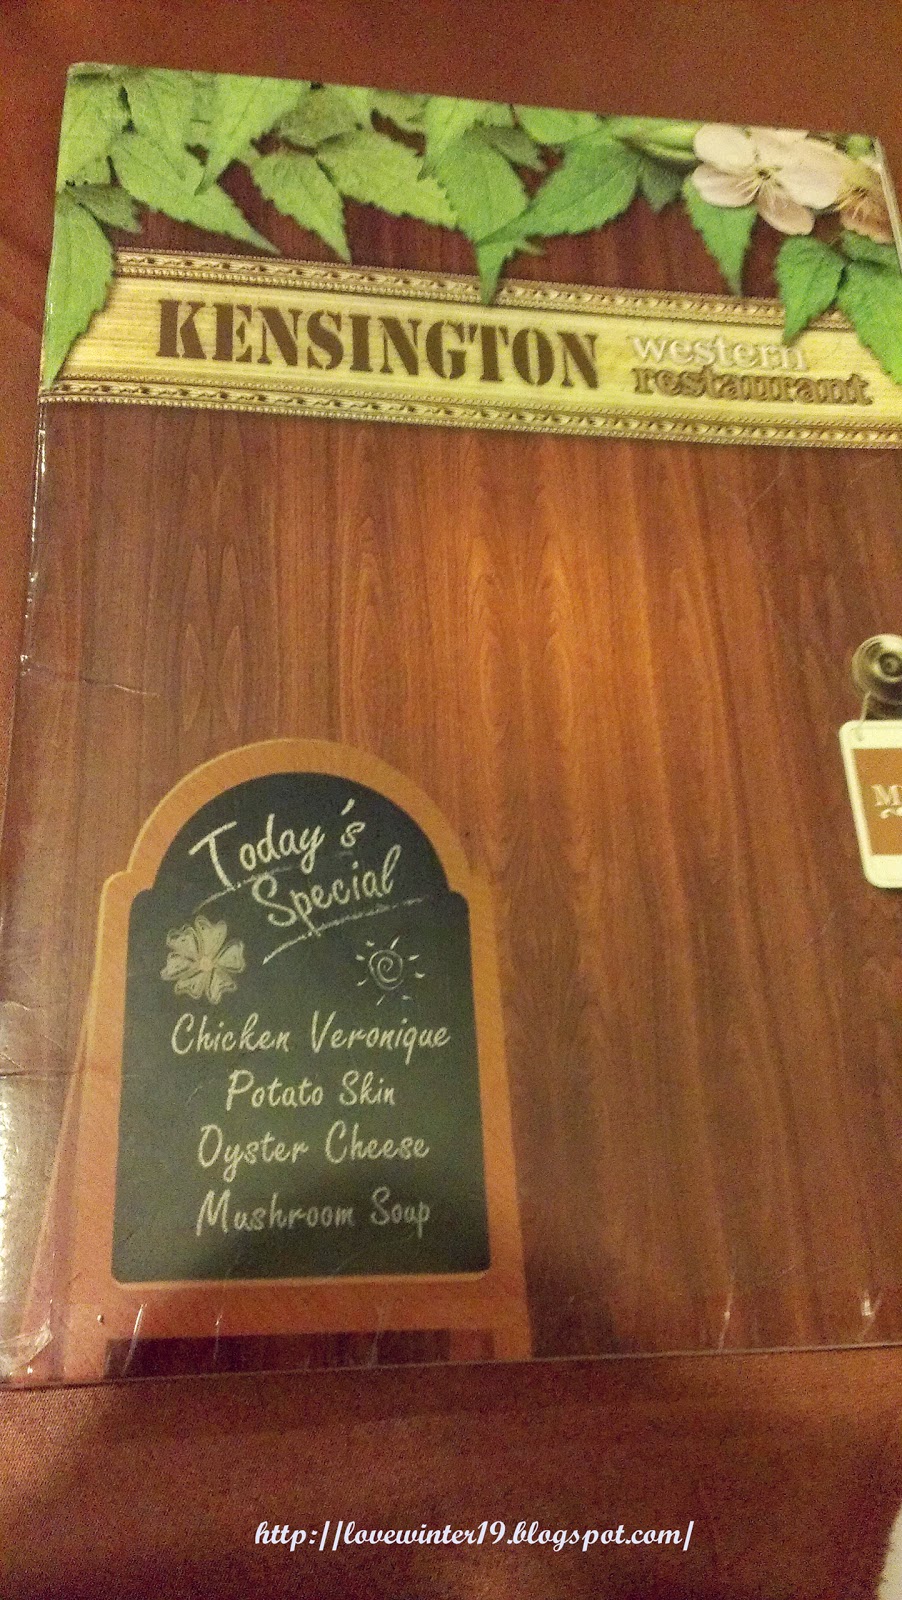 KENSINGTON western
restaurant
Today's
Special
Chicken Veronique
Potato Skin
Oyster Cheese
Mushroom Soup
http://lovewinter19.blogspot.com/